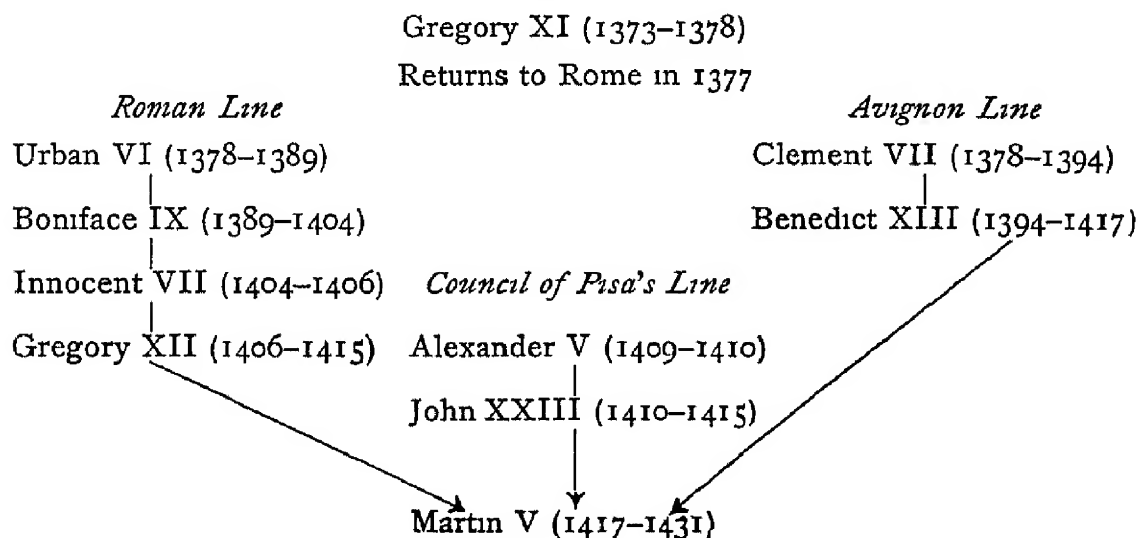 Gregory XI (1373–1378)
Returns to Rome in 1377
Roman Line
Avignon Line
Urban VI (1378–1389)
Clement VII (1378–1394)
Boniface IX (1389–1404)
Benedict XIII (1394–1417)
Innocent VII (1404–1406)
Council of Pisa's Line
Gregory XII (1406–1415)
Alexander V (1409–1410)
John XXIII (1410–1415)
Martin V (1417–1431)